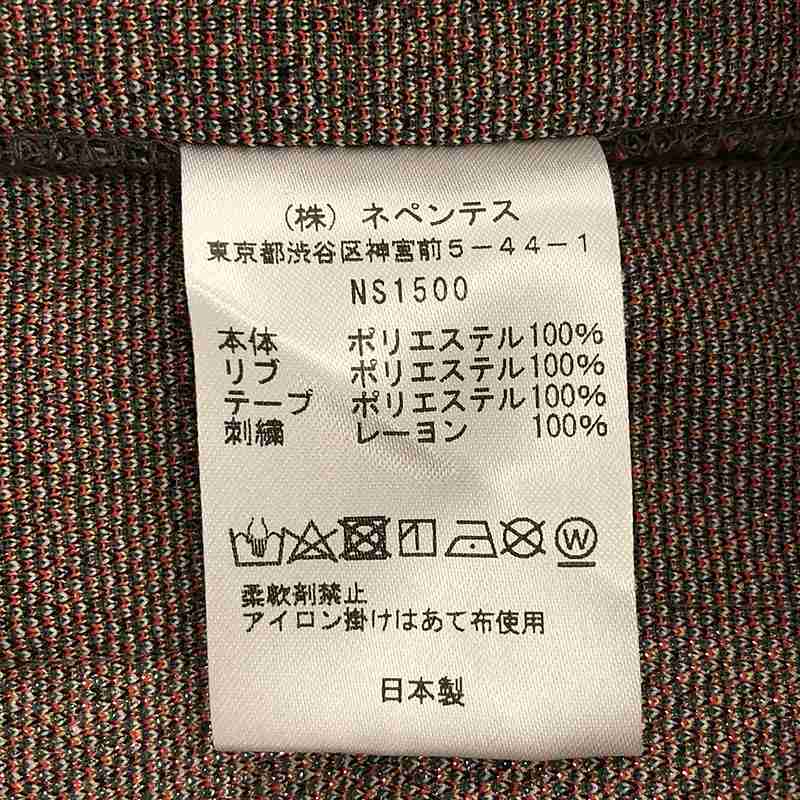 （株）ネペンテス
東京都渋谷区神宮前5-44-1
NS1500
本体 ポリエステル100%
リブ ポリエステル100%
テープ ポリエステル100%
刺繍 レーヨン 100%
W
柔軟剤禁止
アイロン掛けはあて布使用
日本製